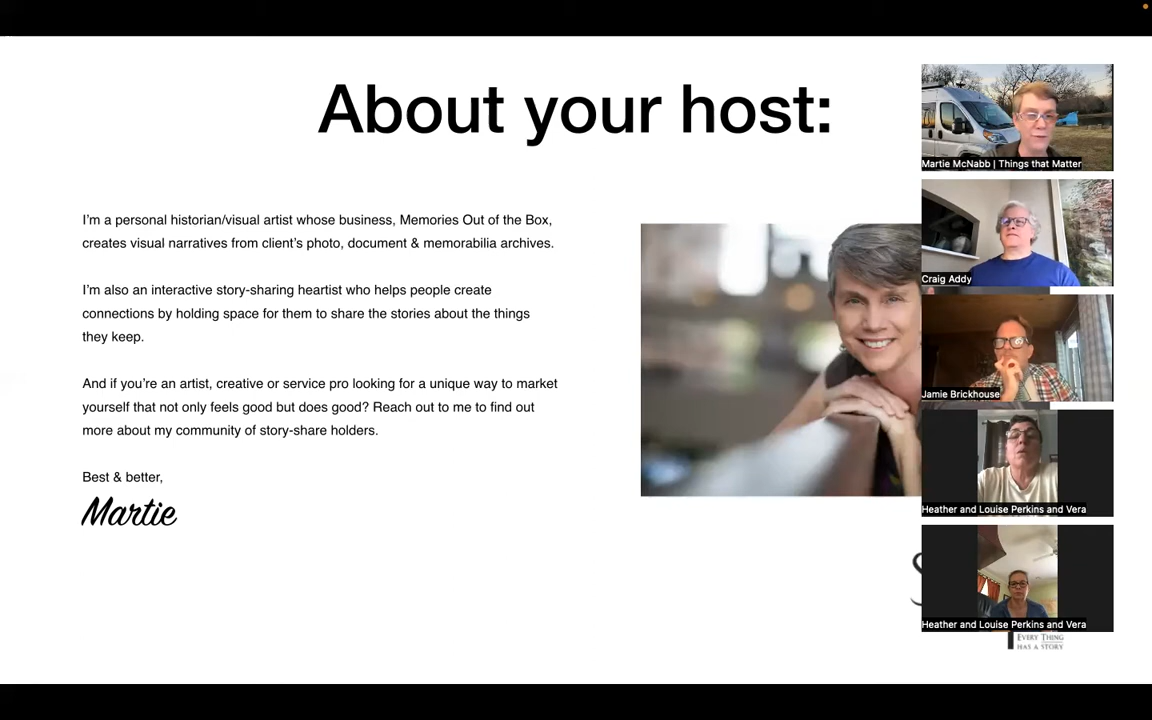 About your host:
I'm a personal historian/visual artist whose business, Memories Out of the Box,
creates visual narratives from client's photo, document & memorabilia archives.
I'm also an interactive story-sharing heartist who helps people create
connections by holding space for them to share the stories about the things
they keep.
And if you're an artist, creative or service pro looking for a unique way to market
yourself that not only feels good but does good? Reach out to me to find out
more about my community of story-share holders.
Best & better,
Martie
Martie McNabb | Things that Matter
Craig Addy
Jamie Brickhouse
Heather and Louise Perkins and Vera
Heather and Louise Perkins and Vera
EVERY THING
HAS A STORY